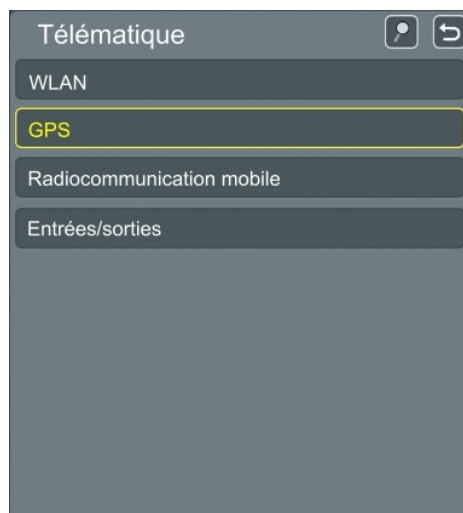 Télématique
WLAN
GPS
Radiocommunication mobile
Entrées/sorties